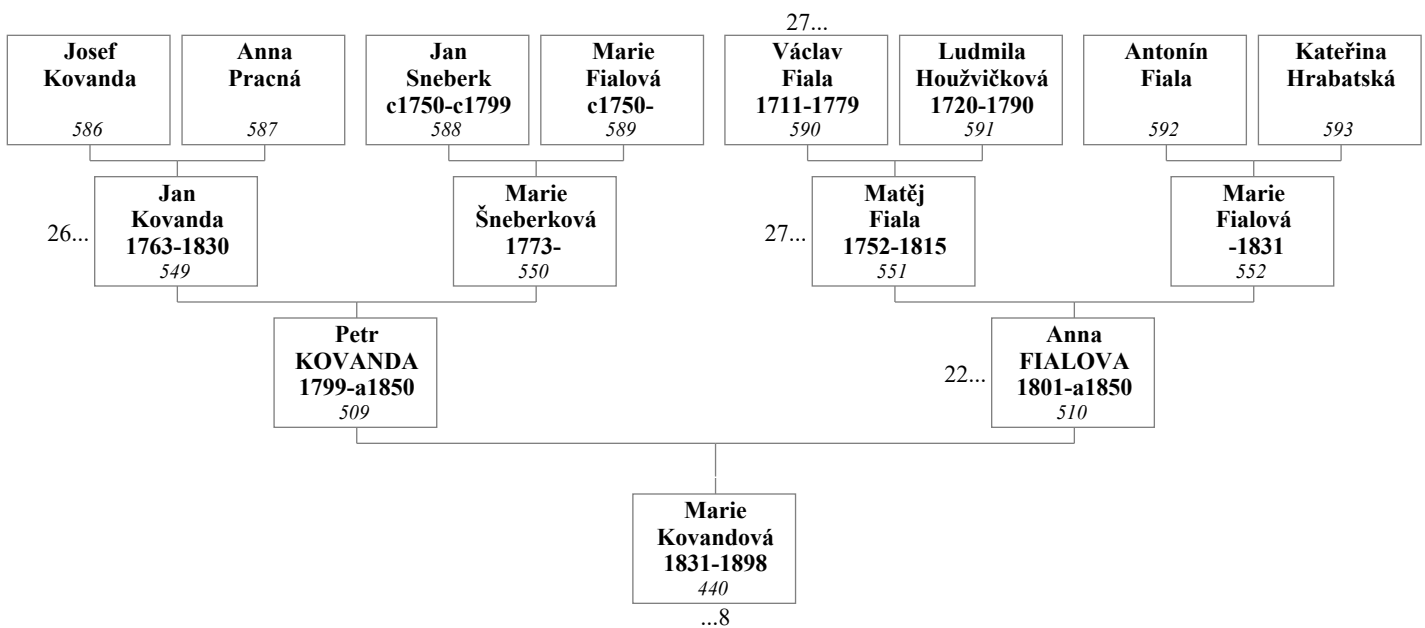 27...
Josef
Kovanda
586
Anna
Pracná
587
Jan
Sneberk
c1750-c1799
588
Marie
Fialová
c1750-
589
Václav
Fiala
1711-1779
590
Ludmila
Houžvičková
1720-1790
591
Antonín
Fiala
592
Kateřina
Hrabatská
593
26...
Jan
Kovanda
1763-1830
549
Marie
Šneberková
1773-
550
27...
Matěj
Fiala
1752-1815
551
Marie
Fialová
-1831
552
Petr
KOVANDA
1799-a1850
509
22...
Anna
FIALOVA
1801-a1850
510
Marie
Kovandová
1831-1898
440
...8